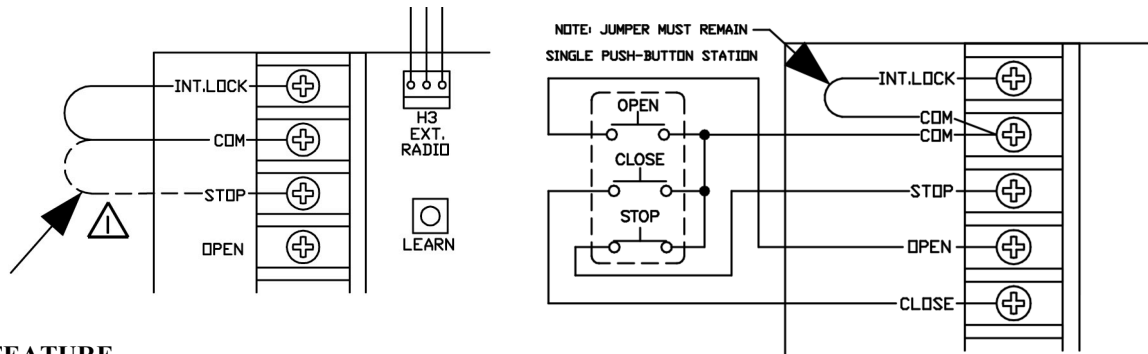 INT.LOCK
COM
STOP
OPEN
H3
EXT.
RADIO
LEARN
NOTE: JUMPER MUST REMAIN
SINGLE PUSH-BUTTON STATION
OPEN
CLOSE
STOP
INT.LOCK
COM
COM
STOP
OPEN
CLOSE
FEATURE